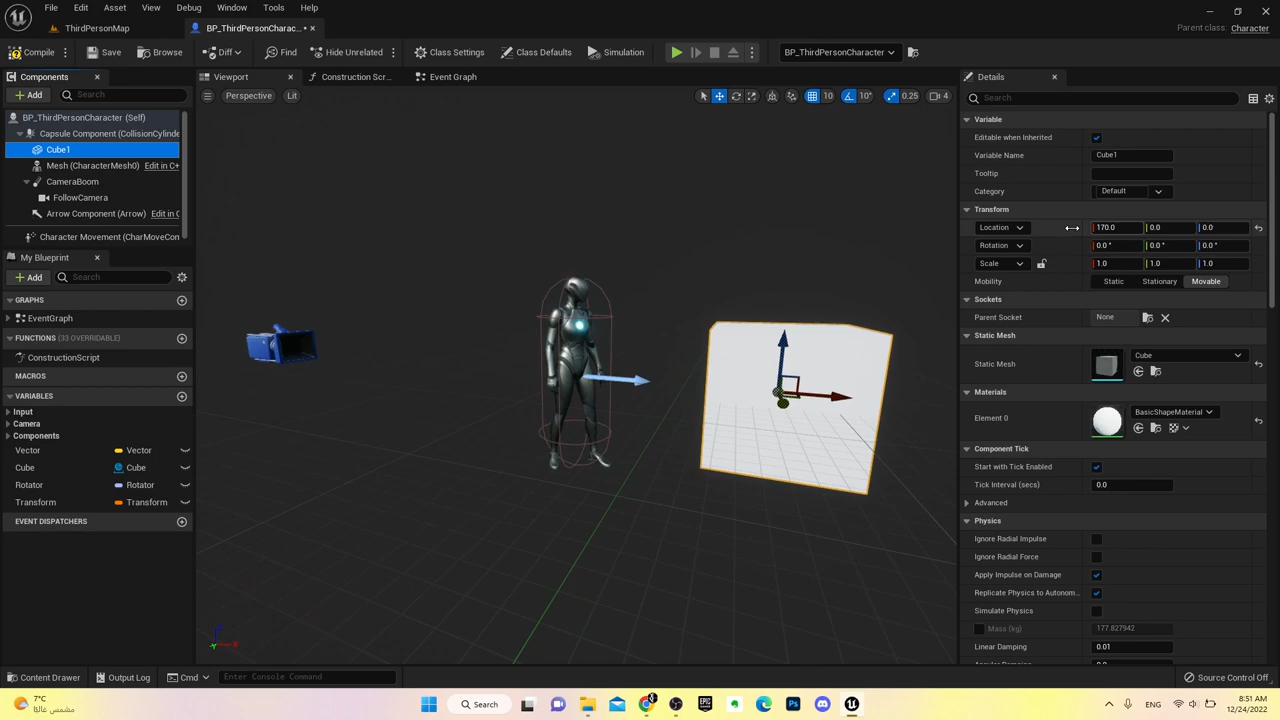 File Edit Asset View Debug Window Tools Help
ThirdPersonMap
BP_ThirdPersonCharac... •
Parent class: Character
Compile Save Browse Diff Find Hide Unrelated Class Settings Class Defaults Simulation BP_ThirdPersonCharacter
Components
Add Search
BP_ThirdPersonCharacter (Self)
Capsule Component (CollisionCylinde
Cube1
Mesh (CharacterMesh0) Edit in C+
CameraBoom
FollowCamera
Arrow Component (Arrow) Edit in C
Character Movement (CharMoveCon
My Blueprint
Add Search
GRAPHS
EventGraph
FUNCTIONS (33 OVERRIDABLE)
ConstructionScript
MACROS
VARIABLES
Input
Camera
Components
Vector Vector
Cube Cube
Rotator Rotator
Transform Transform
EVENT DISPATCHERS
Viewport Construction Scr... Event Graph
Perspective Lit 10 10° 0.25 4
Details
Search
Variable
Editable when Inherited
Variable Name Cube1
Tooltip
Category Default
Transform
Location 170.0 0.0 0.0
Rotation 0.0 ° 0.0 ° 0.0 °
Scale 1.0 1.0 1.0
Mobility Static Stationary Movable
Sockets
Parent Socket None
Static Mesh
Static Mesh Cube
Materials
Element 0 BasicShapeMaterial
Component Tick
Start with Tick Enabled
Tick Interval (secs) 0.0
Advanced
Physics
Ignore Radial Impulse
Ignore Radial Force
Apply Impulse on Damage
Replicate Physics to Autonom...
Simulate Physics
Mass (kg) 177.827942
Linear Damping 0.01
Content Drawer Output Log Cmd Enter Console Command Source Control Off
7°C
مشمس غالبًا
Search
EPIC GAMES
ENG
8:51 AM
12/24/2022